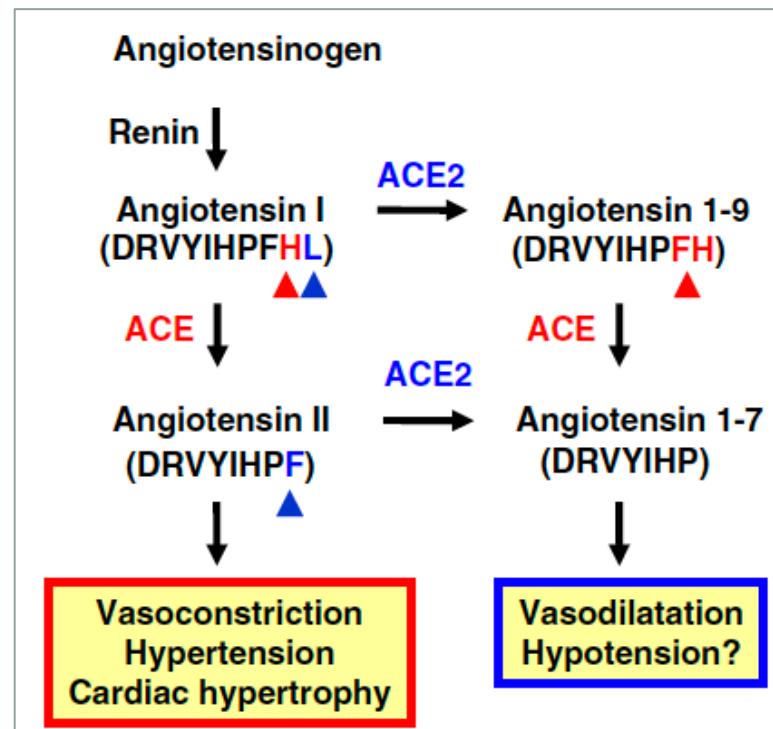 Angiotensinogen
Renin
ACE2
Angiotensin I
(DRVYIHPFHL)
Angiotensin 1-9
(DRVYIHPFH)
ACE
ACE
ACE2
Angiotensin II
(DRVYIHPF)
Angiotensin 1-7
(DRVYIHP)
Vasoconstriction
Hypertension
Cardiac hypertrophy
Vasodilatation
Hypotension?